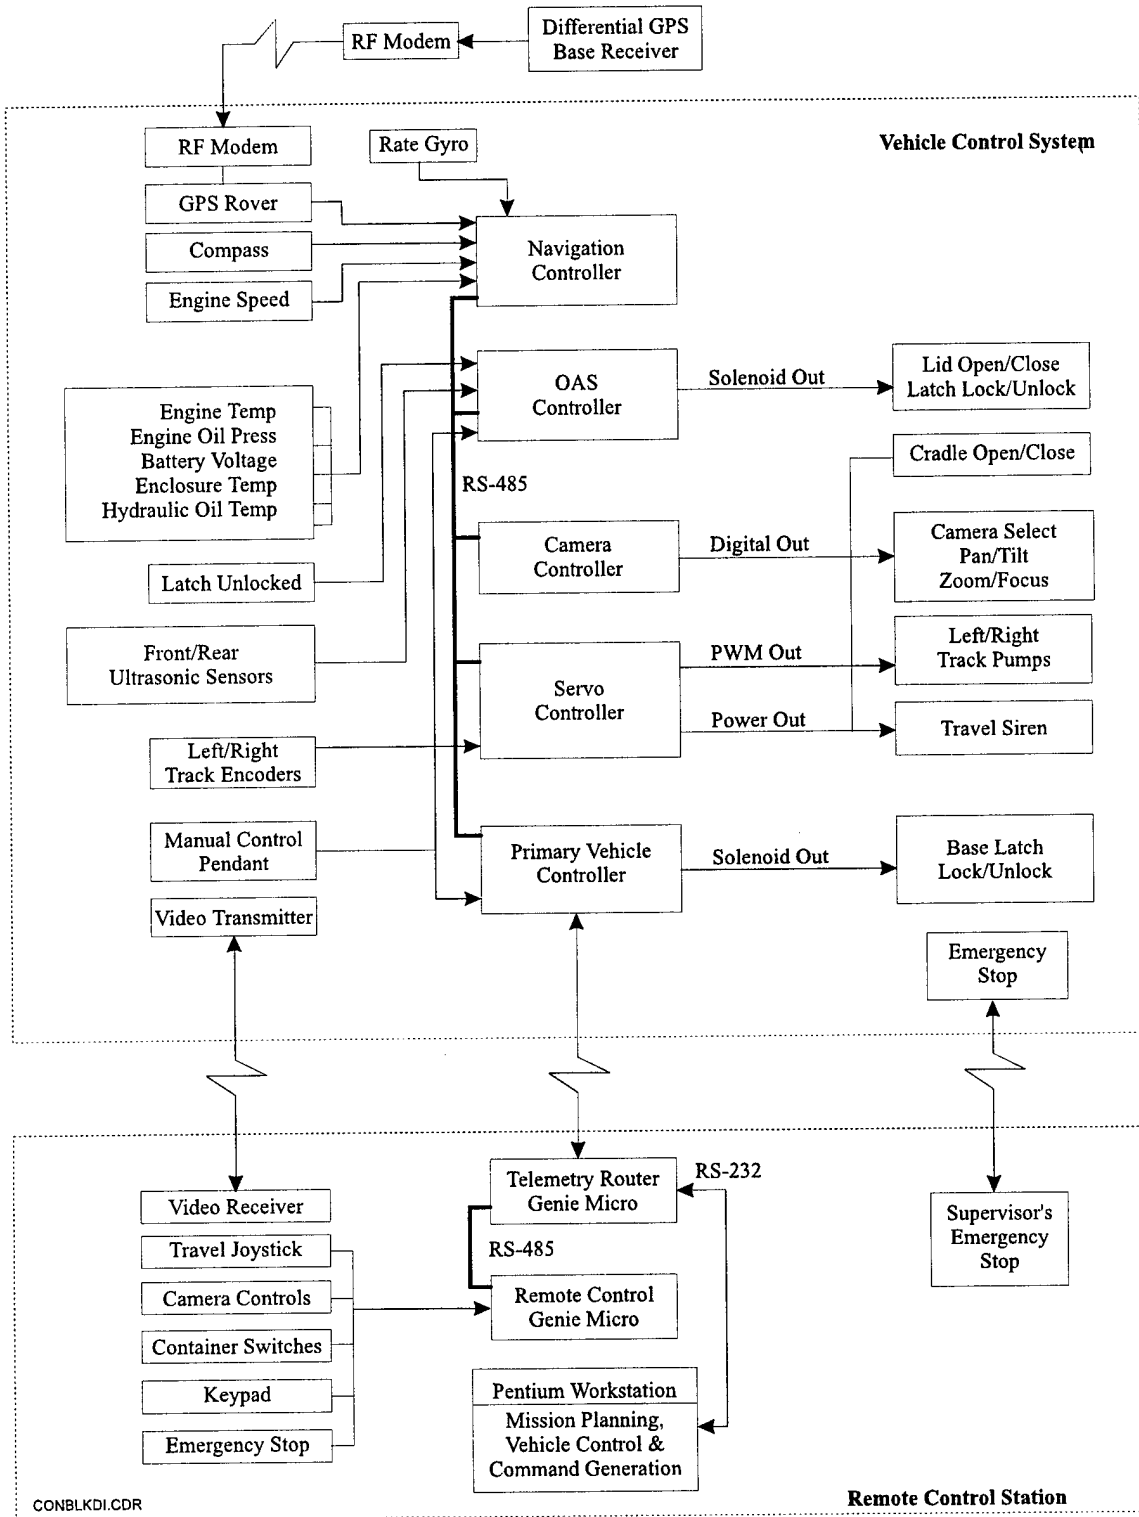 RF Modem
Differential GPS
Base Receiver
Vehicle Control System
RF Modem
Rate Gyro
GPS Rover
Compass
Engine Speed
Navigation
Controller
Engine Temp
Engine Oil Press
Battery Voltage
Enclosure Temp
Hydraulic Oil Temp
OAS
Controller
Solenoid Out
Lid Open/Close
Latch Lock/Unlock
Cradle Open/Close
RS-485
Latch Unlocked
Camera
Controller
Digital Out
Camera Select
Pan/Tilt
Zoom/Focus
Front/Rear
Ultrasonic Sensors
Servo
Controller
PWM Out
Left/Right
Track Pumps
Power Out
Travel Siren
Left/Right
Track Encoders
Manual Control
Pendant
Primary Vehicle
Controller
Solenoid Out
Base Latch
Lock/Unlock
Video Transmitter
Emergency
Stop
Video Receiver
Travel Joystick
Camera Controls
Container Switches
Keypad
Emergency Stop
Telemetry Router
Genie Micro
RS-232
RS-485
Remote Control
Genie Micro
Pentium Workstation
Mission Planning,
Vehicle Control &
Command Generation
Supervisor's
Emergency
Stop
CONBLKDI.CDR
Remote Control Station